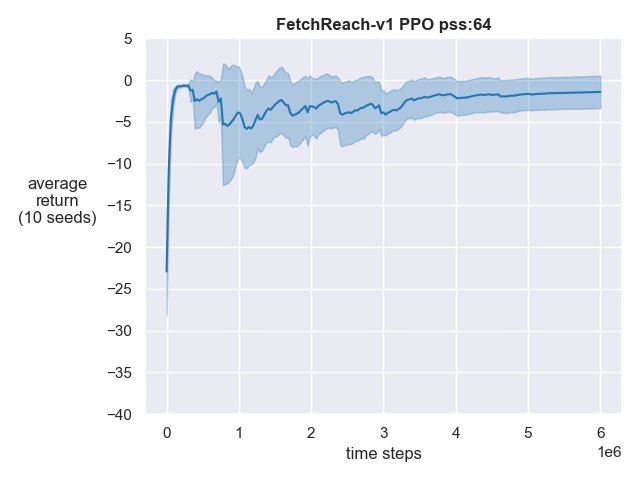 FetchReach-v1 PPO pss:64
5
0
−5
−10
−15
−20
−25
−30
−35
−40
average
return
(10 seeds)
0 1 2 3 4 5 6
1e6
time steps